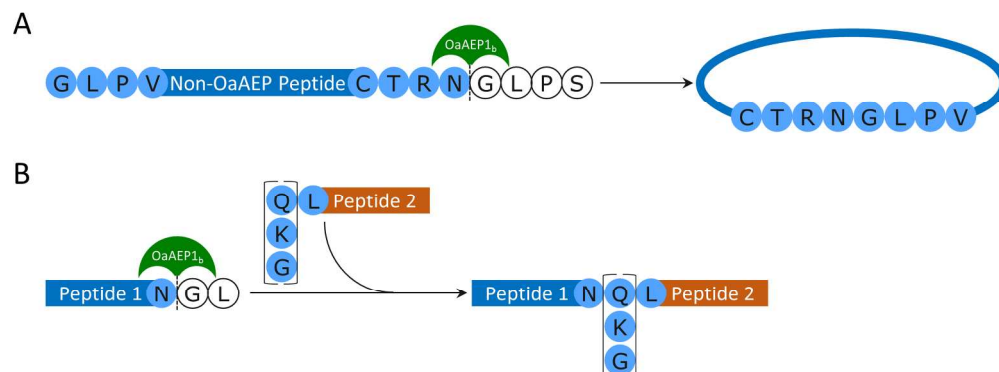 A
OaAEP1b
G L P V Non-OaAEP Peptide C T R N G L P S
C T R N G L P V
B
Q L Peptide 2
K
G
OaAEP1b
Peptide 1 N G L
Peptide 1 N Q L Peptide 2
K
G